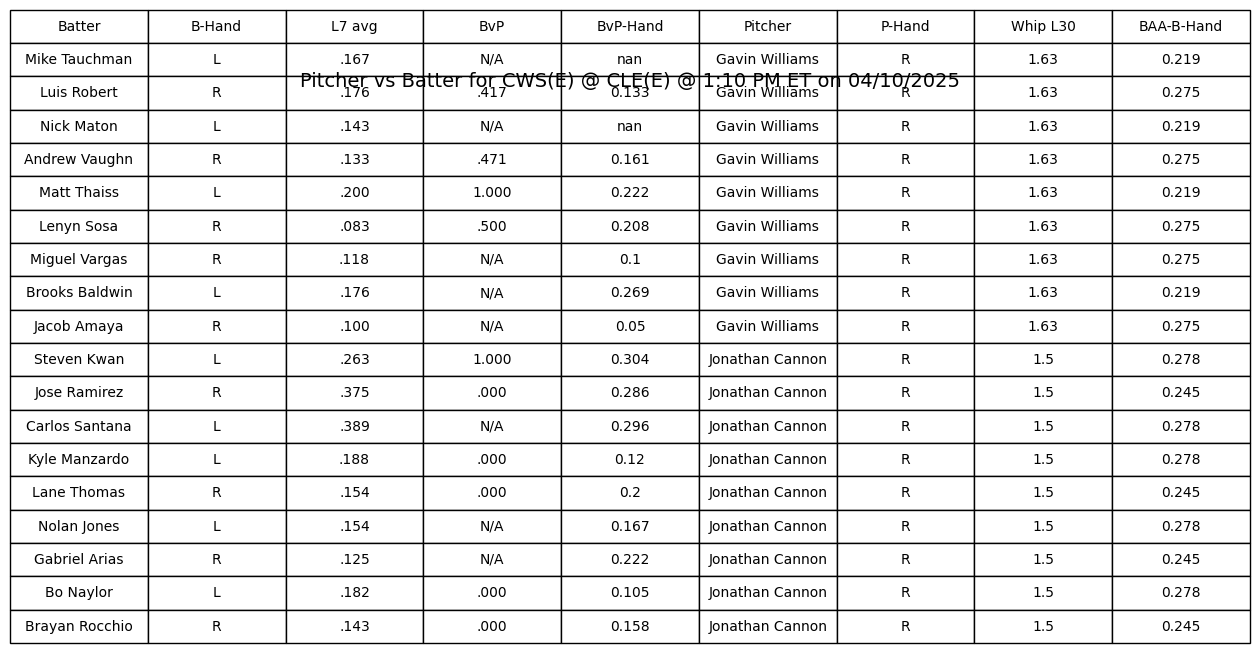 Batter B-Hand L7 avg BvP BvP-Hand Pitcher P-Hand Whip L30 BAA-B-Hand
Mike Tauchman L .167 N/A nan Gavin Williams R 1.63 0.219
Pitcher vs Batter for CWS(E) @ CLE(E) @ 1:10 PM ET on 04/10/2025
Luis Robert R .176 .417 0.133 Gavin Williams R 1.63 0.275
Nick Maton L .143 N/A nan Gavin Williams R 1.63 0.219
Andrew Vaughn R .133 .471 0.161 Gavin Williams R 1.63 0.275
Matt Thaiss L .200 1.000 0.222 Gavin Williams R 1.63 0.219
Lenyn Sosa R .083 .500 0.208 Gavin Williams R 1.63 0.275
Miguel Vargas R .118 N/A 0.1 Gavin Williams R 1.63 0.275
Brooks Baldwin L .176 N/A 0.269 Gavin Williams R 1.63 0.219
Jacob Amaya R .100 N/A 0.05 Gavin Williams R 1.63 0.275
Steven Kwan L .263 1.000 0.304 Jonathan Cannon R 1.5 0.278
Jose Ramirez R .375 .000 0.286 Jonathan Cannon R 1.5 0.245
Carlos Santana L .389 N/A 0.296 Jonathan Cannon R 1.5 0.278
Kyle Manzardo L .188 .000 0.12 Jonathan Cannon R 1.5 0.278
Lane Thomas R .154 .000 0.2 Jonathan Cannon R 1.5 0.245
Nolan Jones L .154 N/A 0.167 Jonathan Cannon R 1.5 0.278
Gabriel Arias R .125 N/A 0.222 Jonathan Cannon R 1.5 0.245
Bo Naylor L .182 .000 0.105 Jonathan Cannon R 1.5 0.278
Brayan Rocchio R .143 .000 0.158 Jonathan Cannon R 1.5 0.245